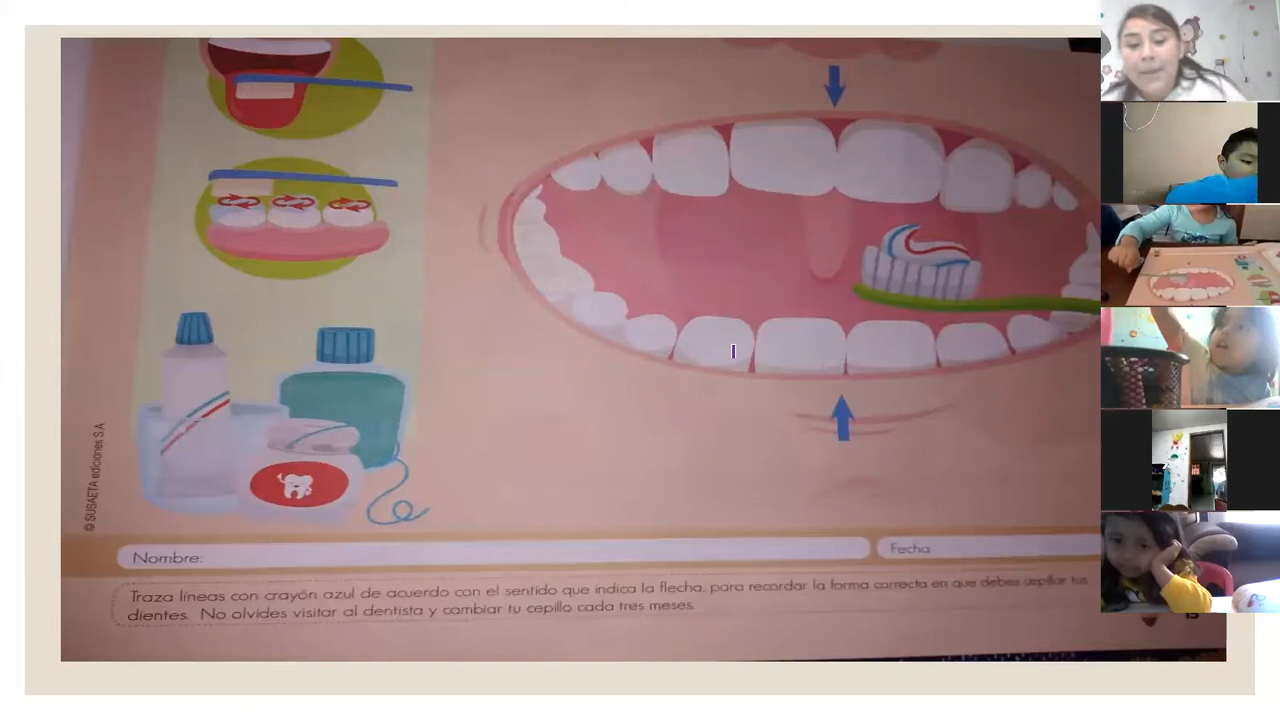 © SUSAETA ediciones S.A.
Nombre:
Fecha
Traza líneas con crayón azul de acuerdo con el sentido que indica la flecha, para recordar la forma correcta en que debes cepillar tus
dientes. No olvides visitar al dentista y cambiar tu cepillo cada tres meses.